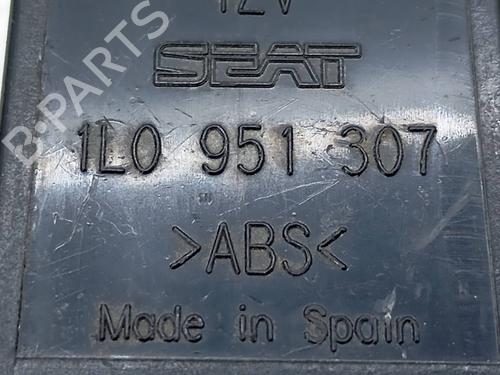 12V
SEAT
1L0 951 307
>ABS<
Made in Spain
B-PARTS